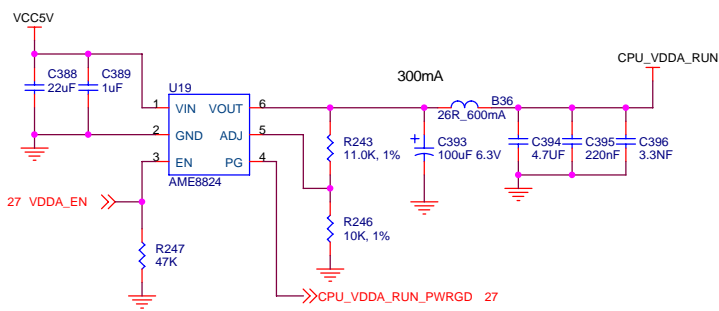 VCC5V
CPU_VDDA_RUN
300mA
C388
22uF
C389
1uF
U19
1 VIN VOUT 6
2 GND ADJ 5
3 EN PG 4
AME8824
B36
26R_600mA
R243
11.0K, 1%
+
C393
100uF 6.3V
C394
4.7UF
C395
220nF
C396
3.3NF
27 VDDA_EN
R246
10K, 1%
R247
47K
CPU_VDDA_RUN_PWRGD 27